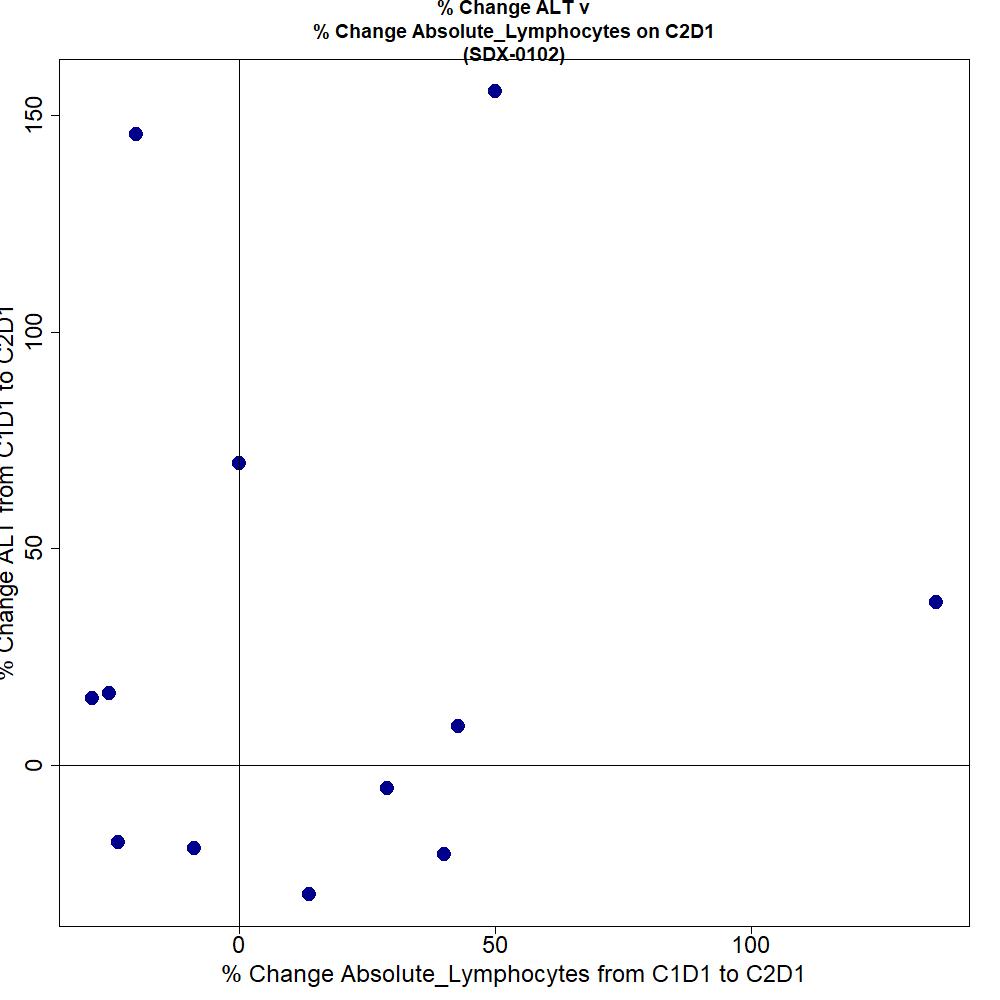 % Change ALT v
% Change Absolute_Lymphocytes on C2D1
(SDX-0102)
% Change ALT from C1D1 to C2D1
150
100
50
0
0 50 100
% Change Absolute_Lymphocytes from C1D1 to C2D1